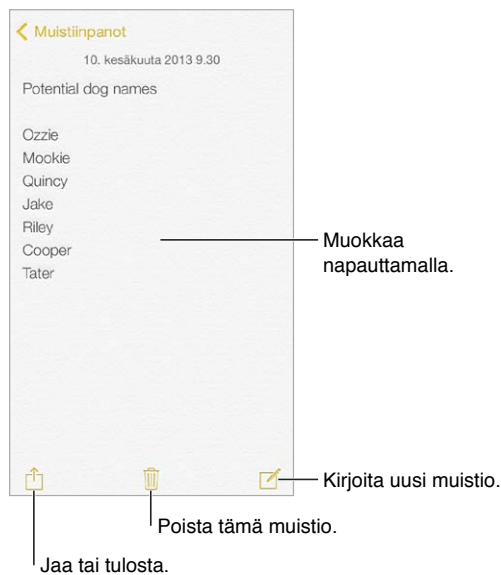 Muistiinpanot
10. kesäkuuta 2013 9.30
Potential dog names
Ozzie
Mookie
Quincy
Jake
Riley
Cooper
Tater
Muokkaa
napauttamalla.
Kirjoita uusi muistio.
Poista tämä muistio.
Jaa tai tulosta.